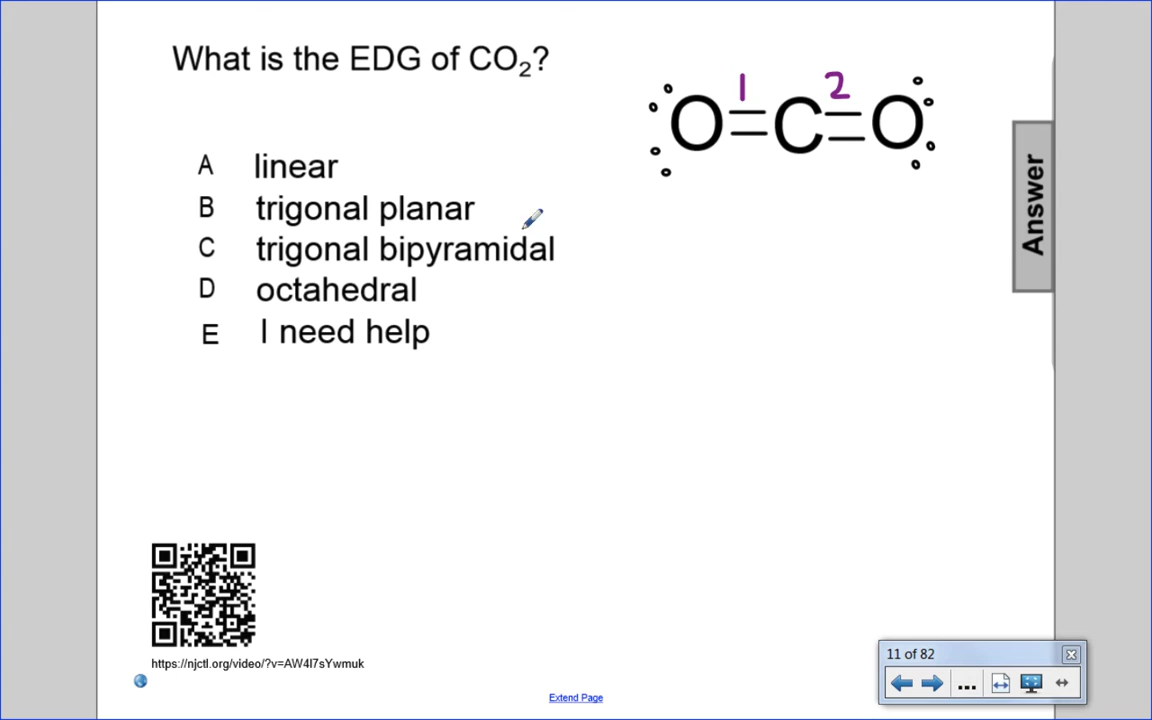 What is the EDG of CO₂?
1 2
O=C=O
A linear
B trigonal planar
C trigonal bipyramidal
D octahedral
E I need help
Answer
https://njctl.org/video/?v=AW4I7sYwmuk
Extend Page
11 of 82
...